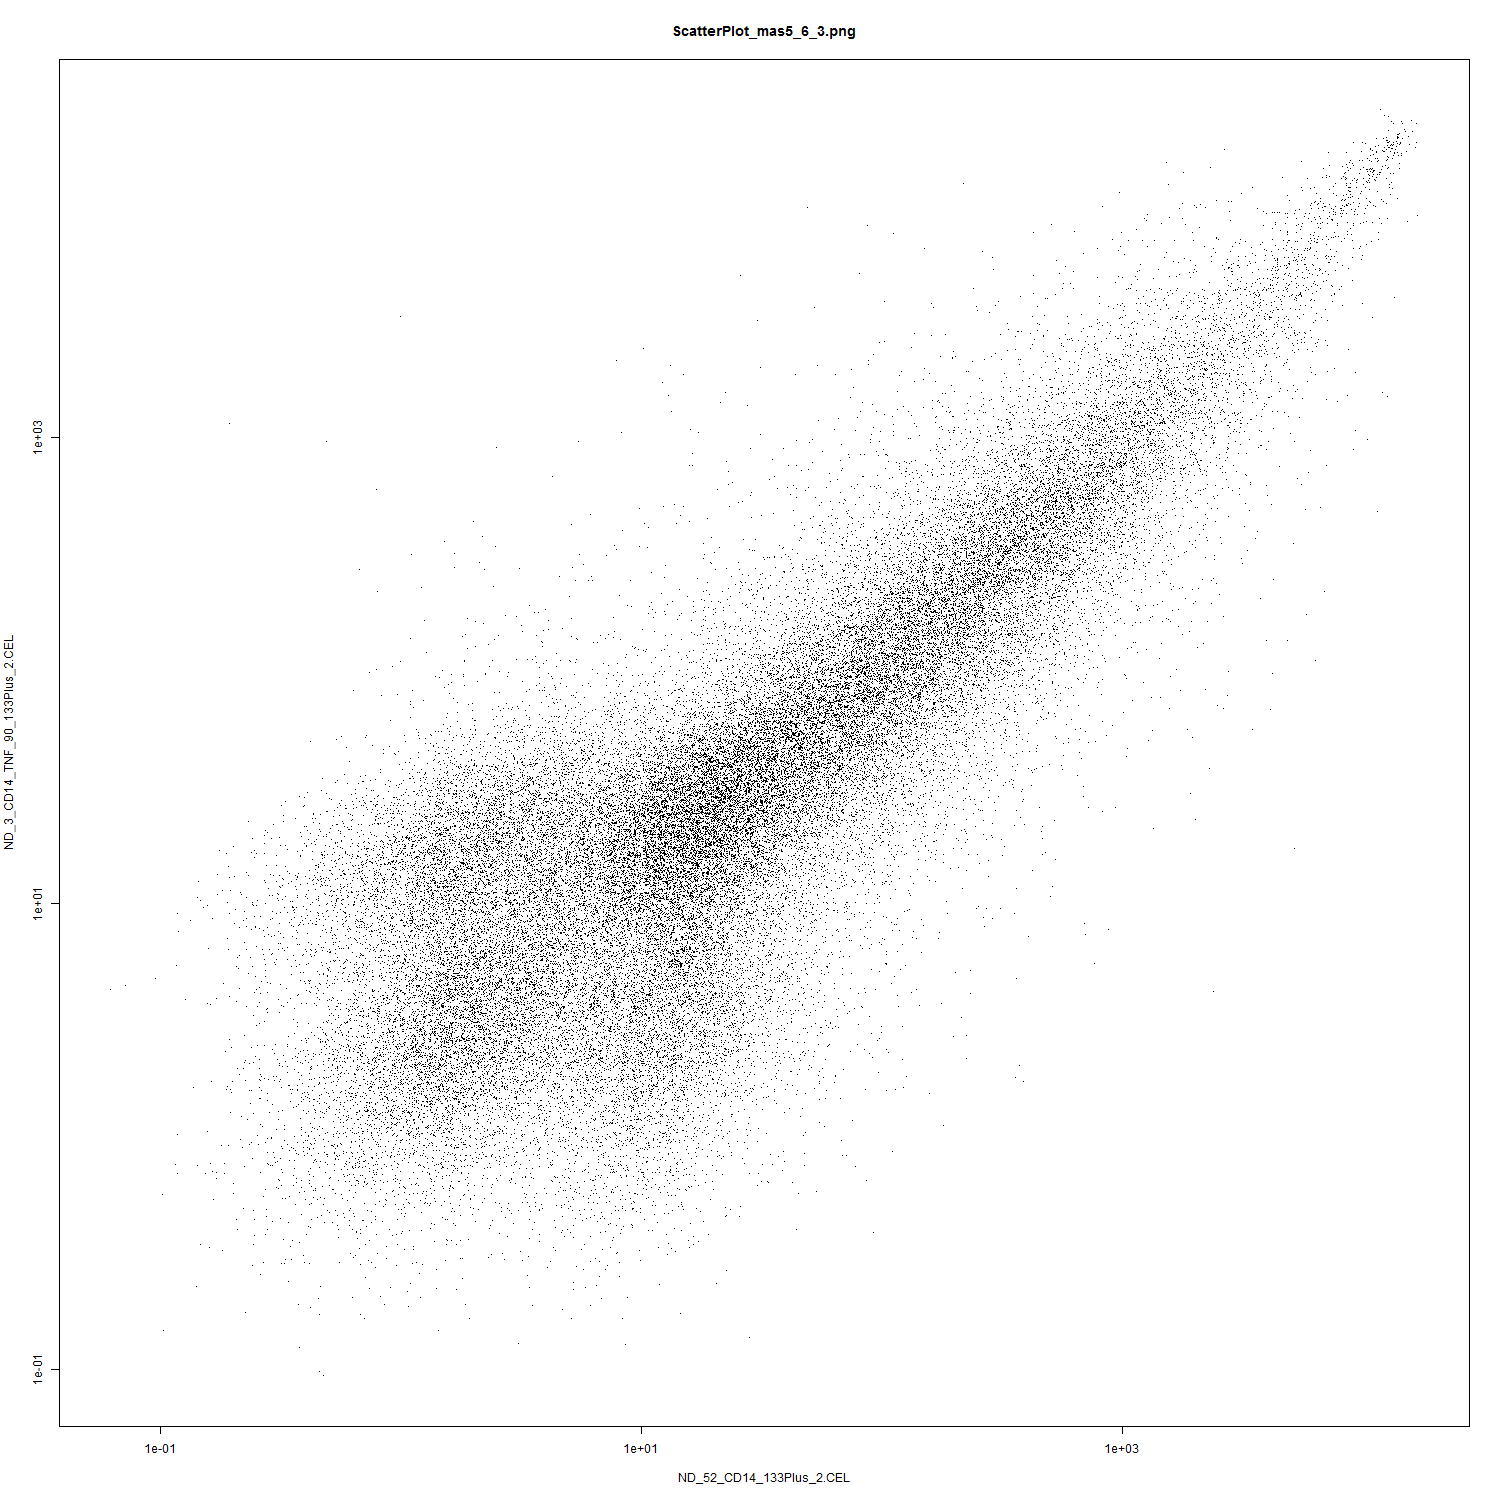 ScatterPlot_mas5_6_3.png
ND_3_CD14_TNF_90_133Plus_2.CEL
1e+03
1e+01
1e-01
1e-01
1e+01
1e+03
ND_52_CD14_133Plus_2.CEL